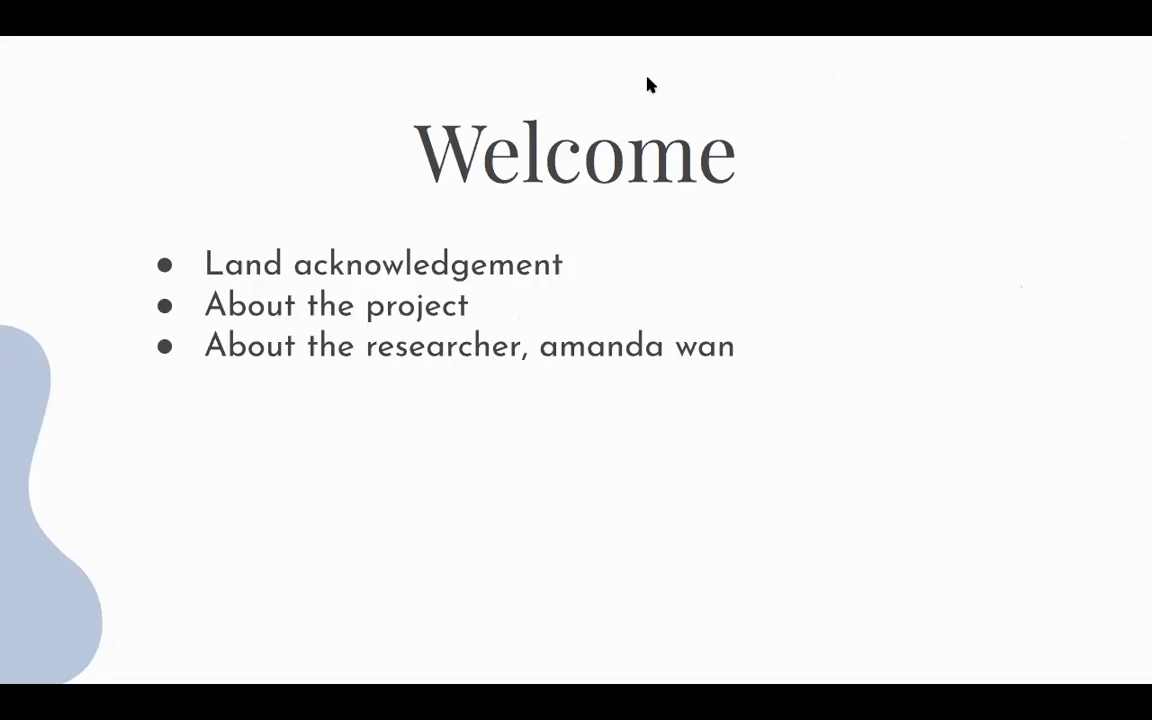 Welcome
● Land acknowledgement
● About the project
● About the researcher, amanda wan